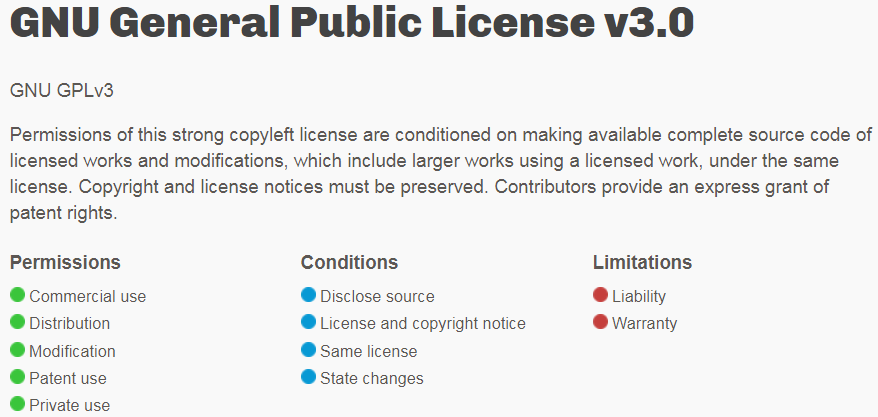 GNU General Public License v3.0
GNU GPLv3
Permissions of this strong copyleft license are conditioned on making available complete source code of
licensed works and modifications, which include larger works using a licensed work, under the same
license. Copyright and license notices must be preserved. Contributors provide an express grant of
patent rights.
Permissions
Commercial use
Distribution
Modification
Patent use
Private use
Conditions
Disclose source
License and copyright notice
Same license
State changes
Limitations
Liability
Warranty